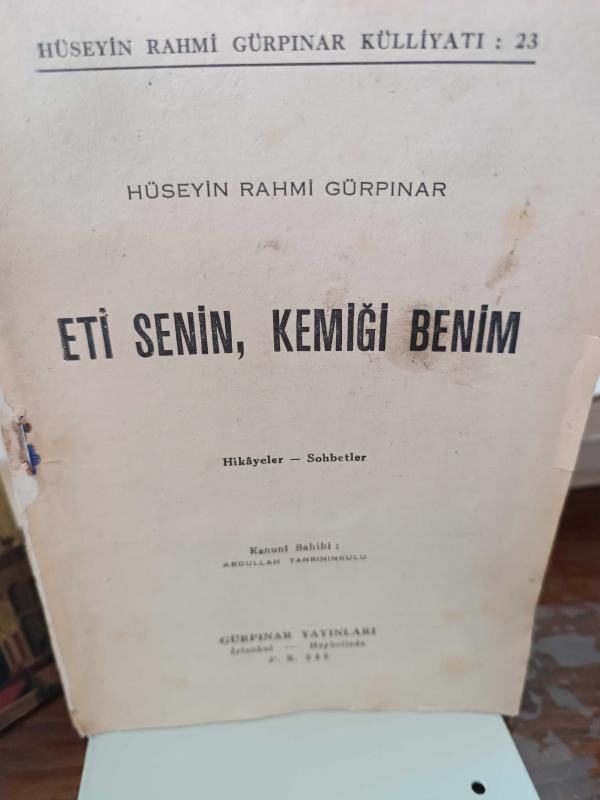 HÜSEYİN RAHMİ GÜRPINAR KÜLLİYATI : 23
HÜSEYİN RAHMİ GÜRPINAR
ETİ SENİN, KEMİĞİ BENİM
Hikâyeler — Sohbetler
Kanunî Sahibi :
ABDULLAH TANRININKULU
GÜRPINAR YAYINLARI
İstanbul — Heybeliada
P. K.